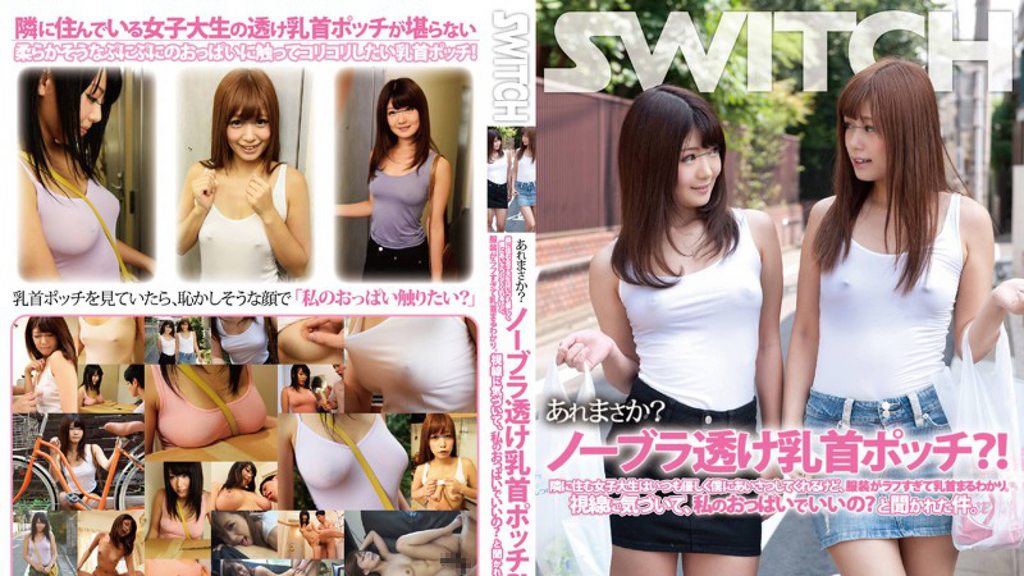 隣に住んでいる女子大生の透け乳首ポッチが堪らない
柔らかそうなぷにぷにのおっぱいに触ってコリコリしたい乳首ポッチ!
乳首ポッチを見ていたら、恥かしそうな顔で「私のおっぱい触りたい?」
SWITCH
あれまさか?
ノーブラ透け乳首ポッチ?!
SWITCH
あれまさか?
ノーブラ透け乳首ポッチ?!
隣に住む女子大生はいつも優しく僕にあいさつしてくれるけど、服装がラフすぎて乳首まるわかり。
視線に気づいて、私のおっぱいでいいの?と聞かれた件。